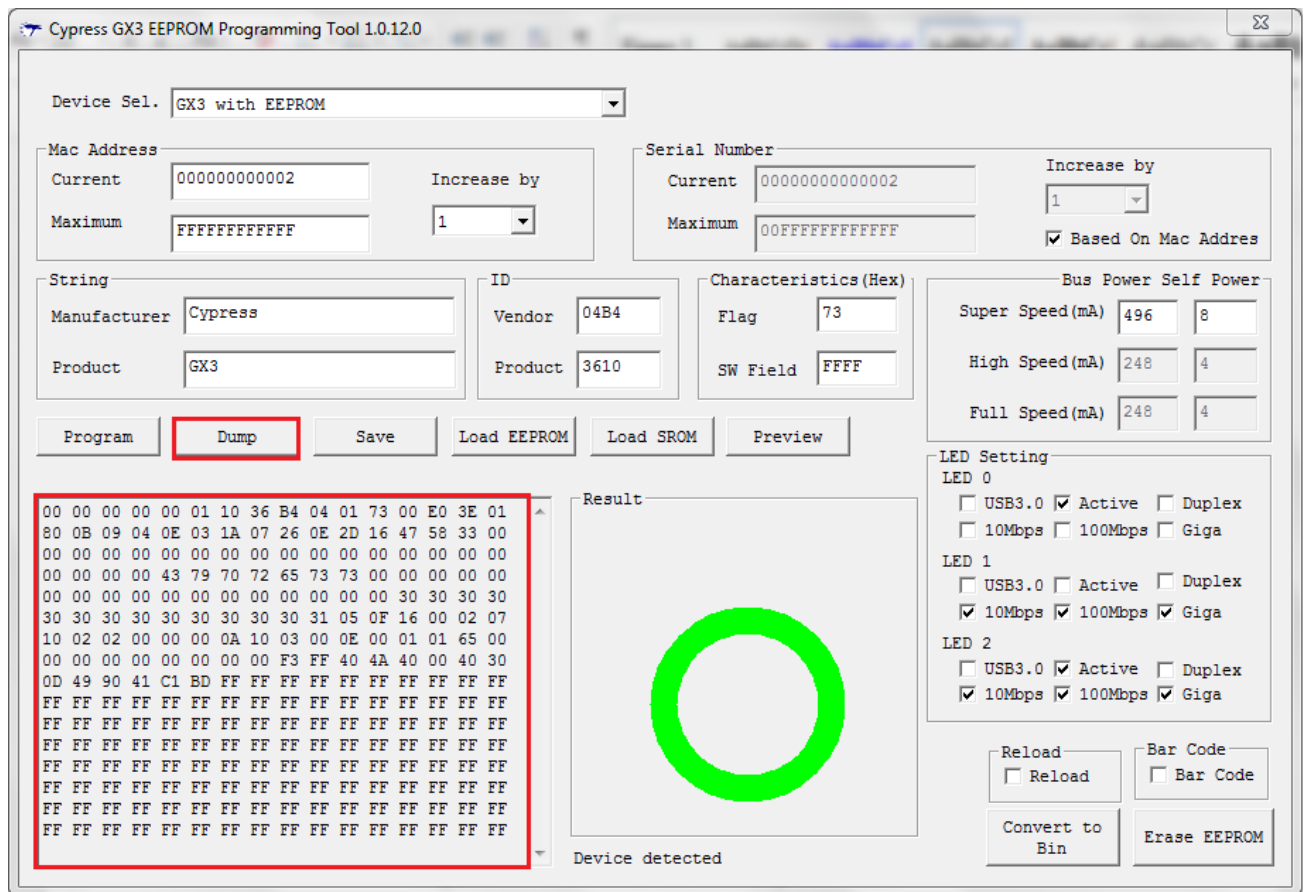 Cypress GX3 EEPROM Programming Tool 1.0.12.0
Device Sel. GX3 with EEPROM
Mac Address
Current 000000000002 Increase by
Maximum FFFFFFFFFFFF 1
Serial Number
Current 00000000000002 Increase by
1
Maximum 00FFFFFFFFFFFF
Based On Mac Addres
String
Manufacturer Cypress
Product GX3
ID
Vendor 04B4
Product 3610
Characteristics(Hex)
Flag 73
SW Field FFFF
Bus Power Self Power
Super Speed(mA) 496 8
High Speed(mA) 248 4
Full Speed(mA) 248 4
Program Dump Save Load EEPROM Load SROM Preview
00 00 00 00 00 01 10 36 B4 04 01 73 00 E0 3E 01
80 0B 09 04 0E 03 1A 07 26 0E 2D 16 47 58 33 00
00 00 00 00 00 00 00 00 00 00 00 00 00 00 00 00
00 00 00 00 43 79 70 72 65 73 73 00 00 00 00 00
00 00 00 00 00 00 00 00 00 00 00 00 30 30 30 30
30 30 30 30 30 30 30 30 30 31 05 0F 16 00 02 07
10 02 02 00 00 00 0A 10 03 00 0E 00 01 01 65 00
00 00 00 00 00 00 00 00 F3 FF 40 4A 40 00 40 30
0D 49 90 41 C1 BD FF FF FF FF FF FF FF FF FF FF
FF FF FF FF FF FF FF FF FF FF FF FF FF FF FF FF
FF FF FF FF FF FF FF FF FF FF FF FF FF FF FF FF
FF FF FF FF FF FF FF FF FF FF FF FF FF FF FF FF
FF FF FF FF FF FF FF FF FF FF FF FF FF FF FF FF
FF FF FF FF FF FF FF FF FF FF FF FF FF FF FF FF
FF FF FF FF FF FF FF FF FF FF FF FF FF FF FF FF
FF FF FF FF FF FF FF FF FF FF FF FF FF FF FF FF
Result
Device detected
LED Setting
LED 0
USB3.0 Active Duplex
10Mbps 100Mbps Giga
LED 1
USB3.0 Active Duplex
10Mbps 100Mbps Giga
LED 2
USB3.0 Active Duplex
10Mbps 100Mbps Giga
Reload
Reload
Bar Code
Bar Code
Convert to
Bin
Erase EEPROM